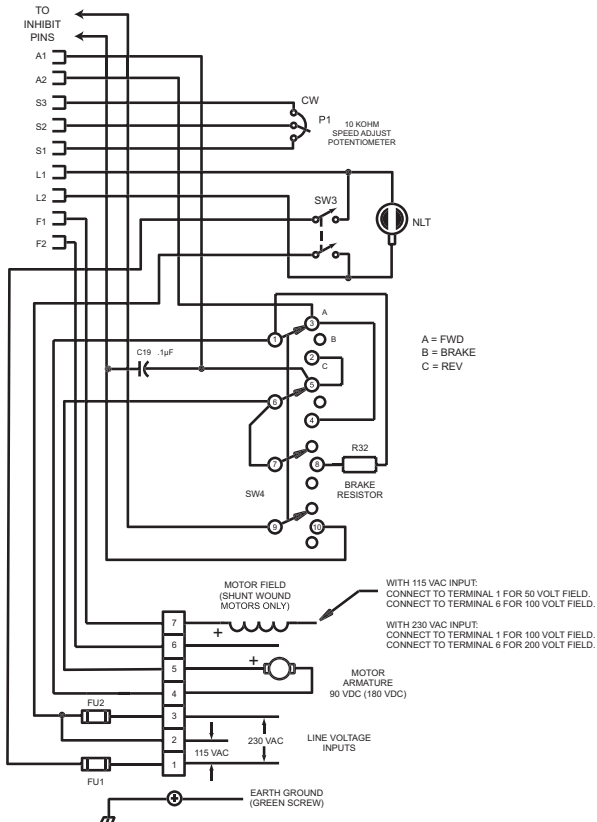 TO
INHIBIT
PINS
A1
A2
S3
S2
S1
L1
L2
F1
F2
CW
P1
10 KOHM
SPEED ADJUST
POTENTIOMETER
SW3
NLT
A
3
1
B
2
C
5
C19 .1µF
6
4
A = FWD
B = BRAKE
C = REV
R32
7
8
BRAKE
RESISTOR
SW4
9
10
MOTOR FIELD
(SHUNT WOUND
MOTORS ONLY)
WITH 115 VAC INPUT:
CONNECT TO TERMINAL 1 FOR 50 VOLT FIELD.
CONNECT TO TERMINAL 6 FOR 100 VOLT FIELD.
WITH 230 VAC INPUT:
CONNECT TO TERMINAL 1 FOR 100 VOLT FIELD.
CONNECT TO TERMINAL 6 FOR 200 VOLT FIELD.
7
+
6
5
+
MOTOR
ARMATURE
90 VDC (180 VDC)
4
FU2
3
2
115 VAC
230 VAC
LINE VOLTAGE
INPUTS
1
FU1
EARTH GROUND
(GREEN SCREW)